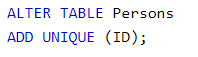 ALTER TABLE Persons
ADD UNIQUE (ID);